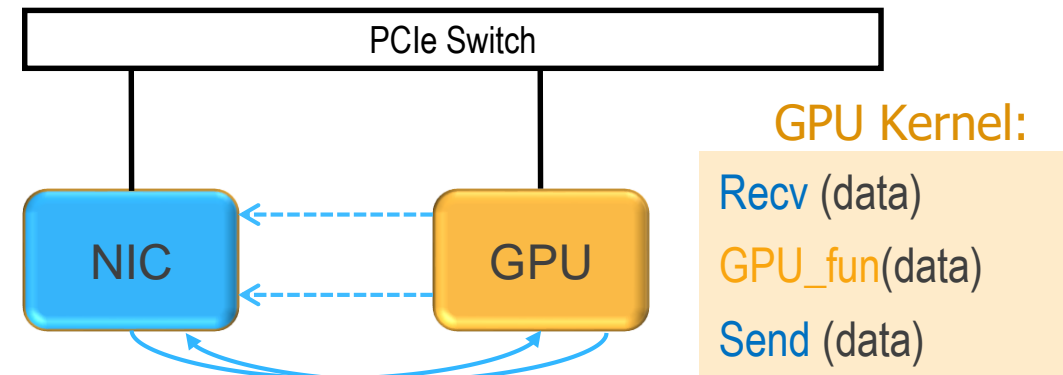 PCIe Switch
NIC
GPU
GPU Kernel:
Recv (data)
GPU_fun(data)
Send (data)